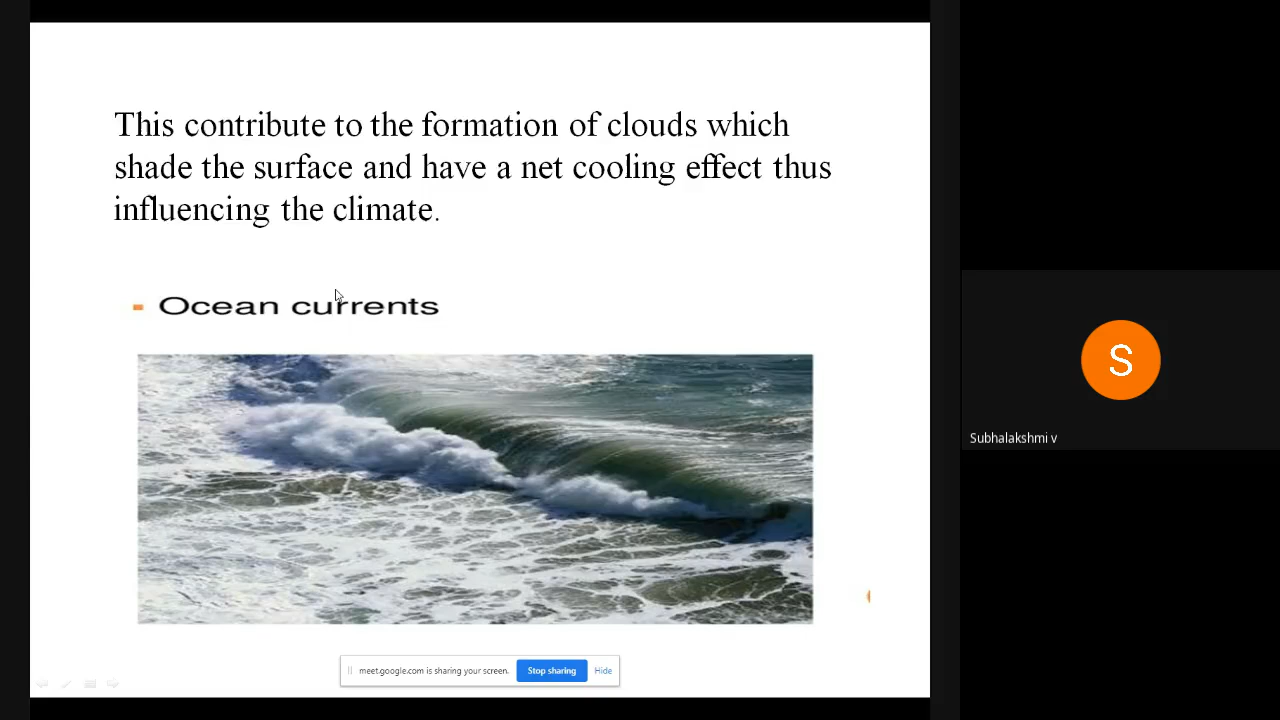 This contribute to the formation of clouds which
shade the surface and have a net cooling effect thus
influencing the climate.
Ocean currents
S
Subhalakshmi v
meet.google.com is sharing your screen.
Stop sharing
Hide